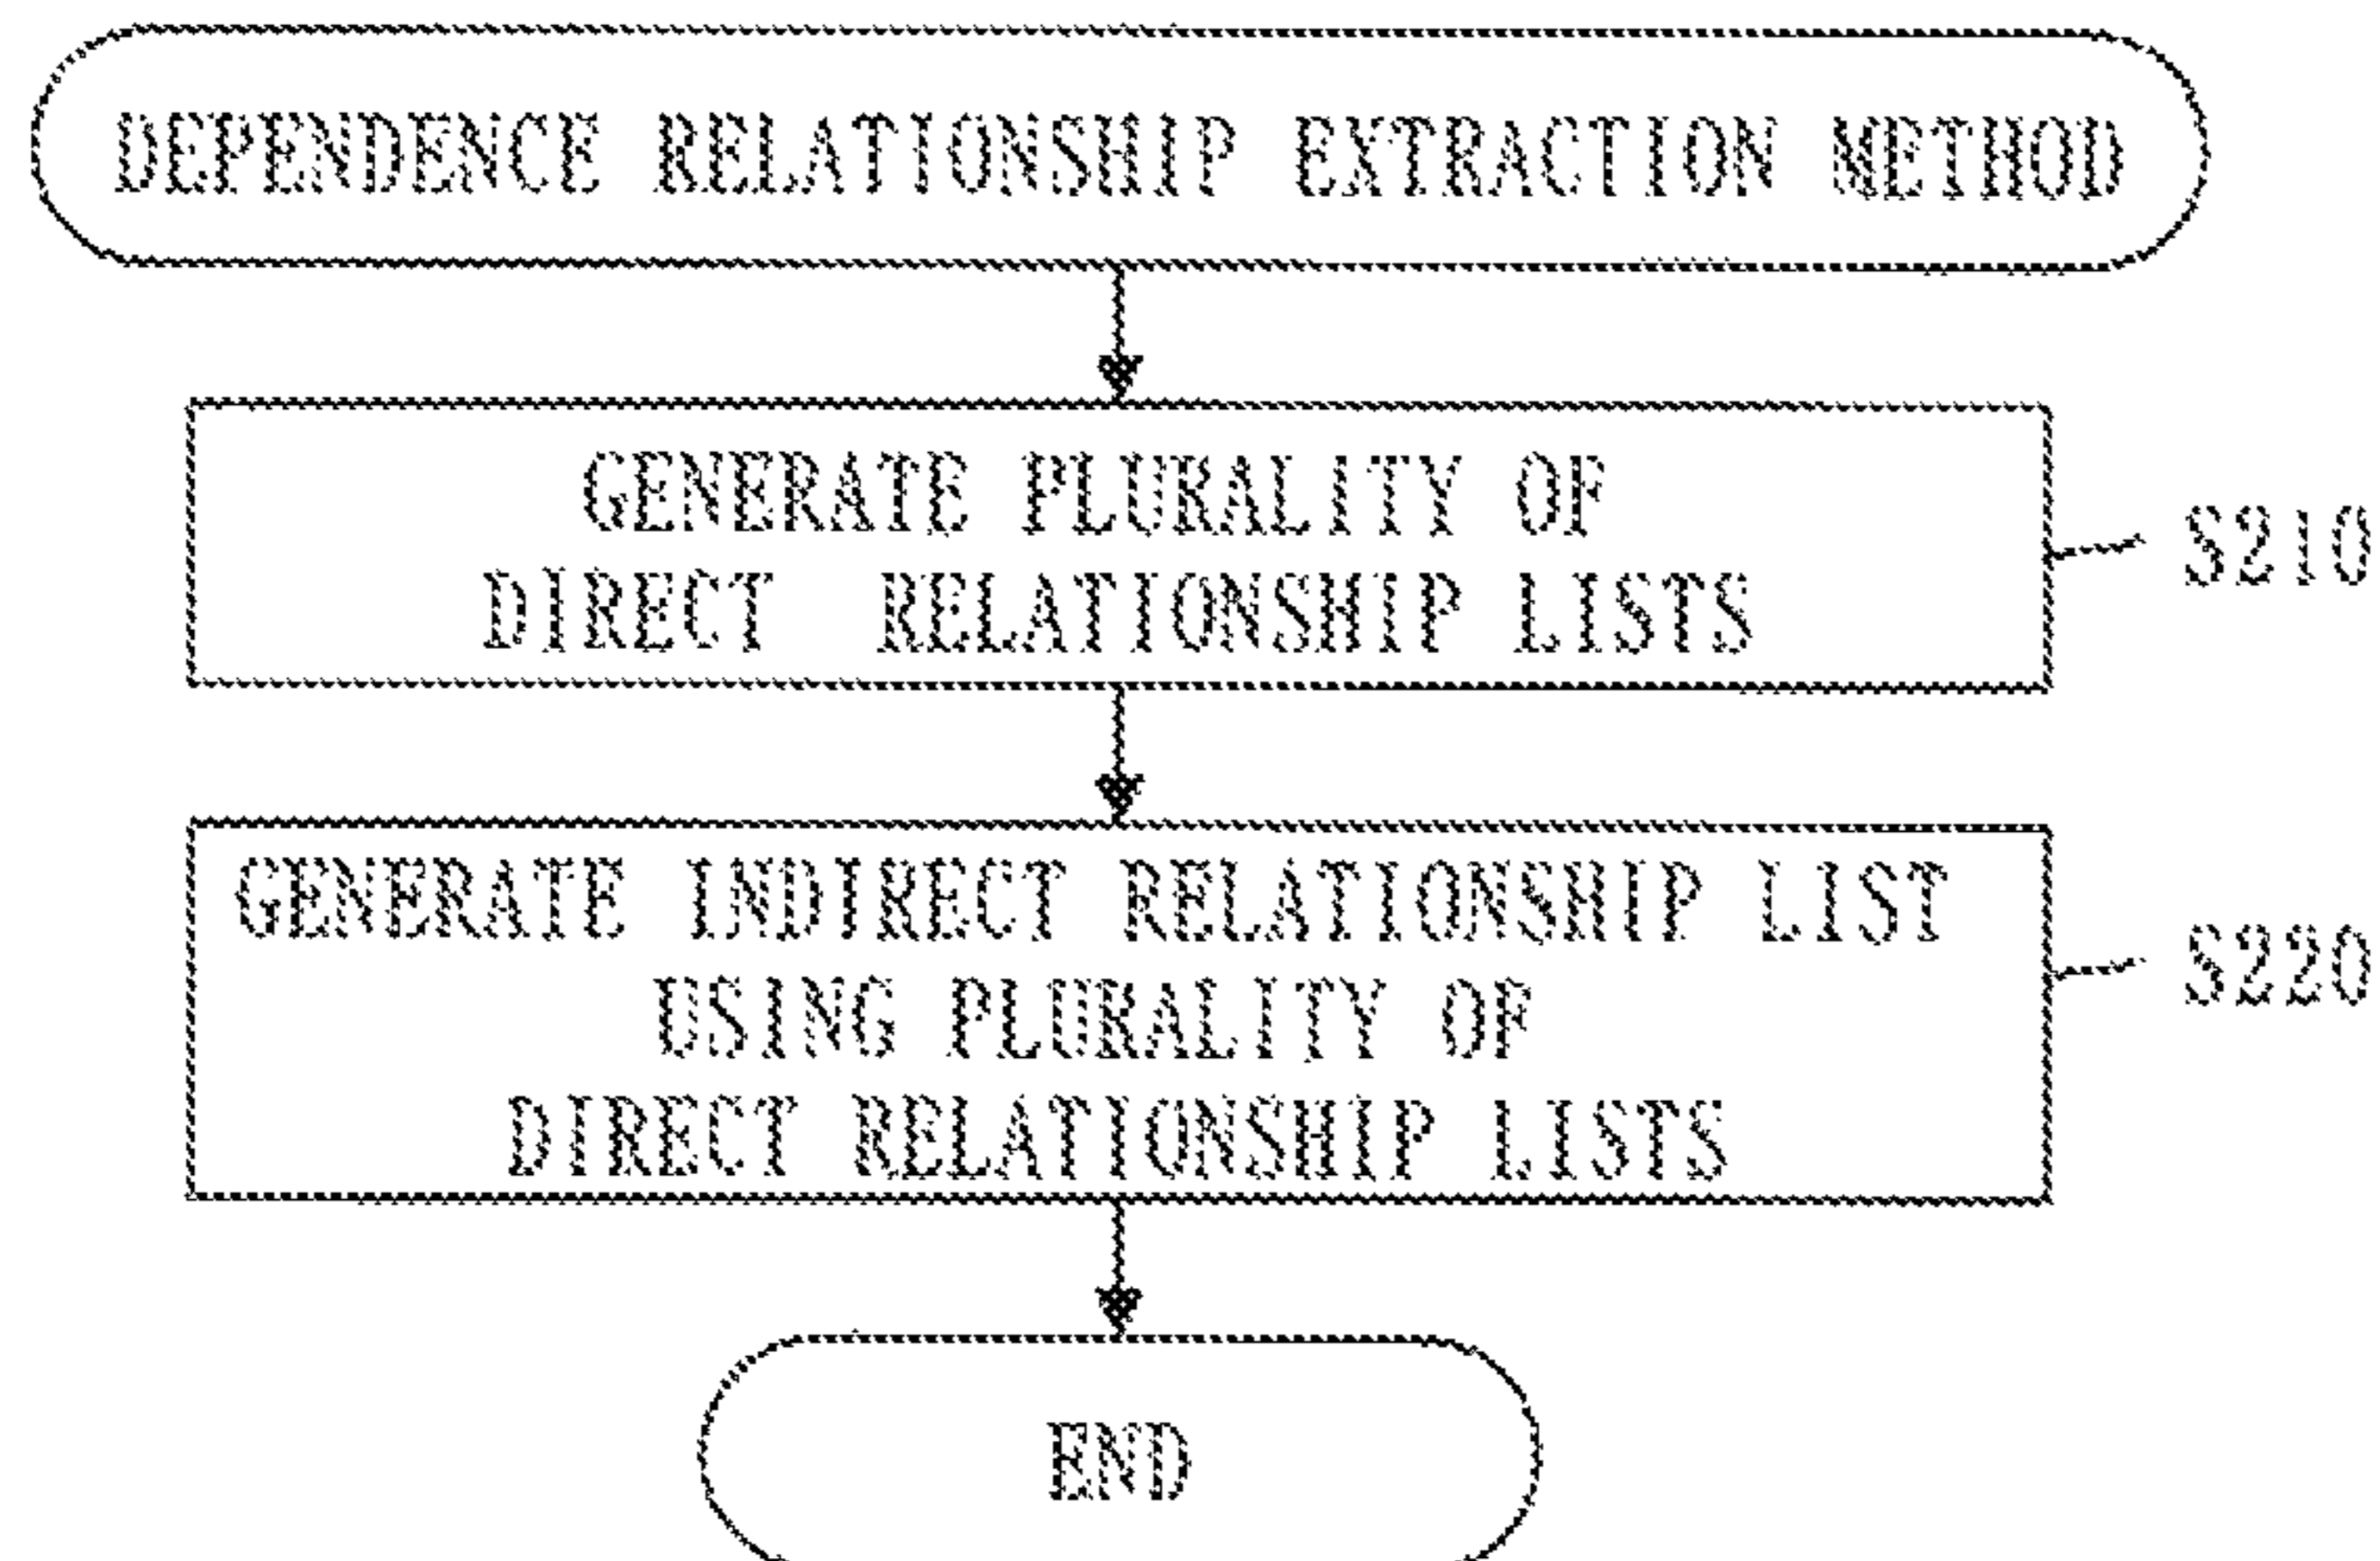 DEPENDENCE RELATIONSHIP EXTRACTION METHOD
GENERATE PLURALITY OF
DIRECT RELATIONSHIP LISTS
S210
GENERATE INDIRECT RELATIONSHIP LIST
USING PLURALITY OF
DIRECT RELATIONSHIP LISTS
S220
END